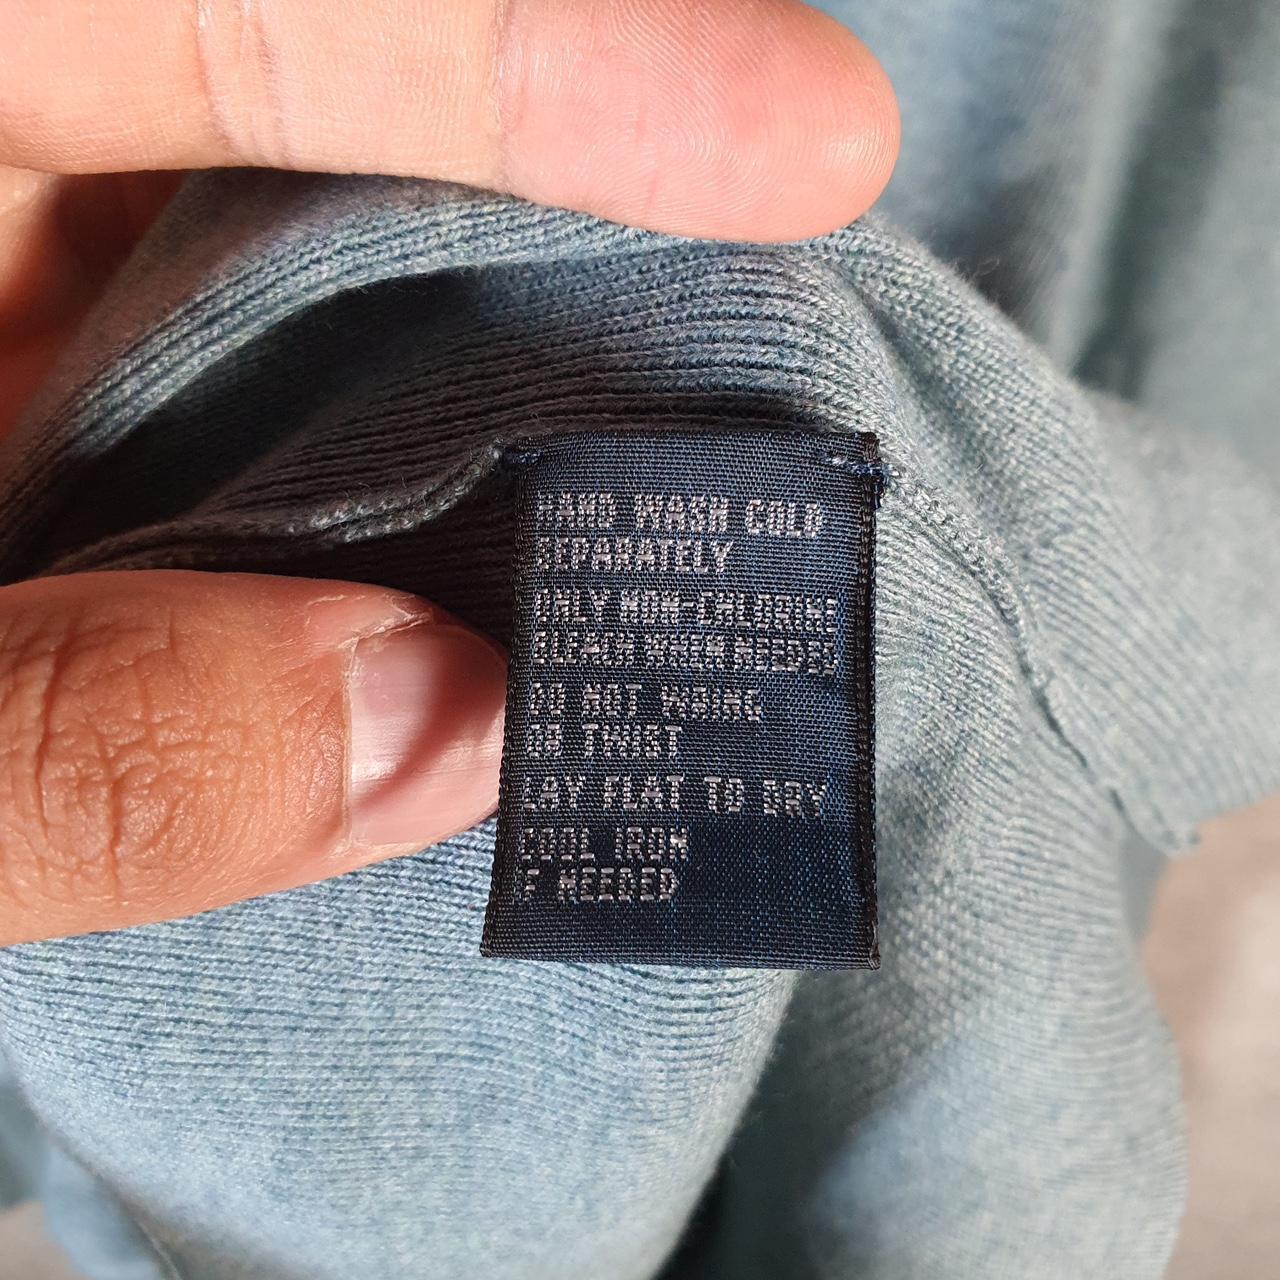 HAND WASH COLD
SEPARATELY
ONLY NON-CHLORINE
BLEACH WHEN NEEDED
DO NOT WRING
OR TWIST
LAY FLAT TO DRY
COOL IRON
F NEEDED